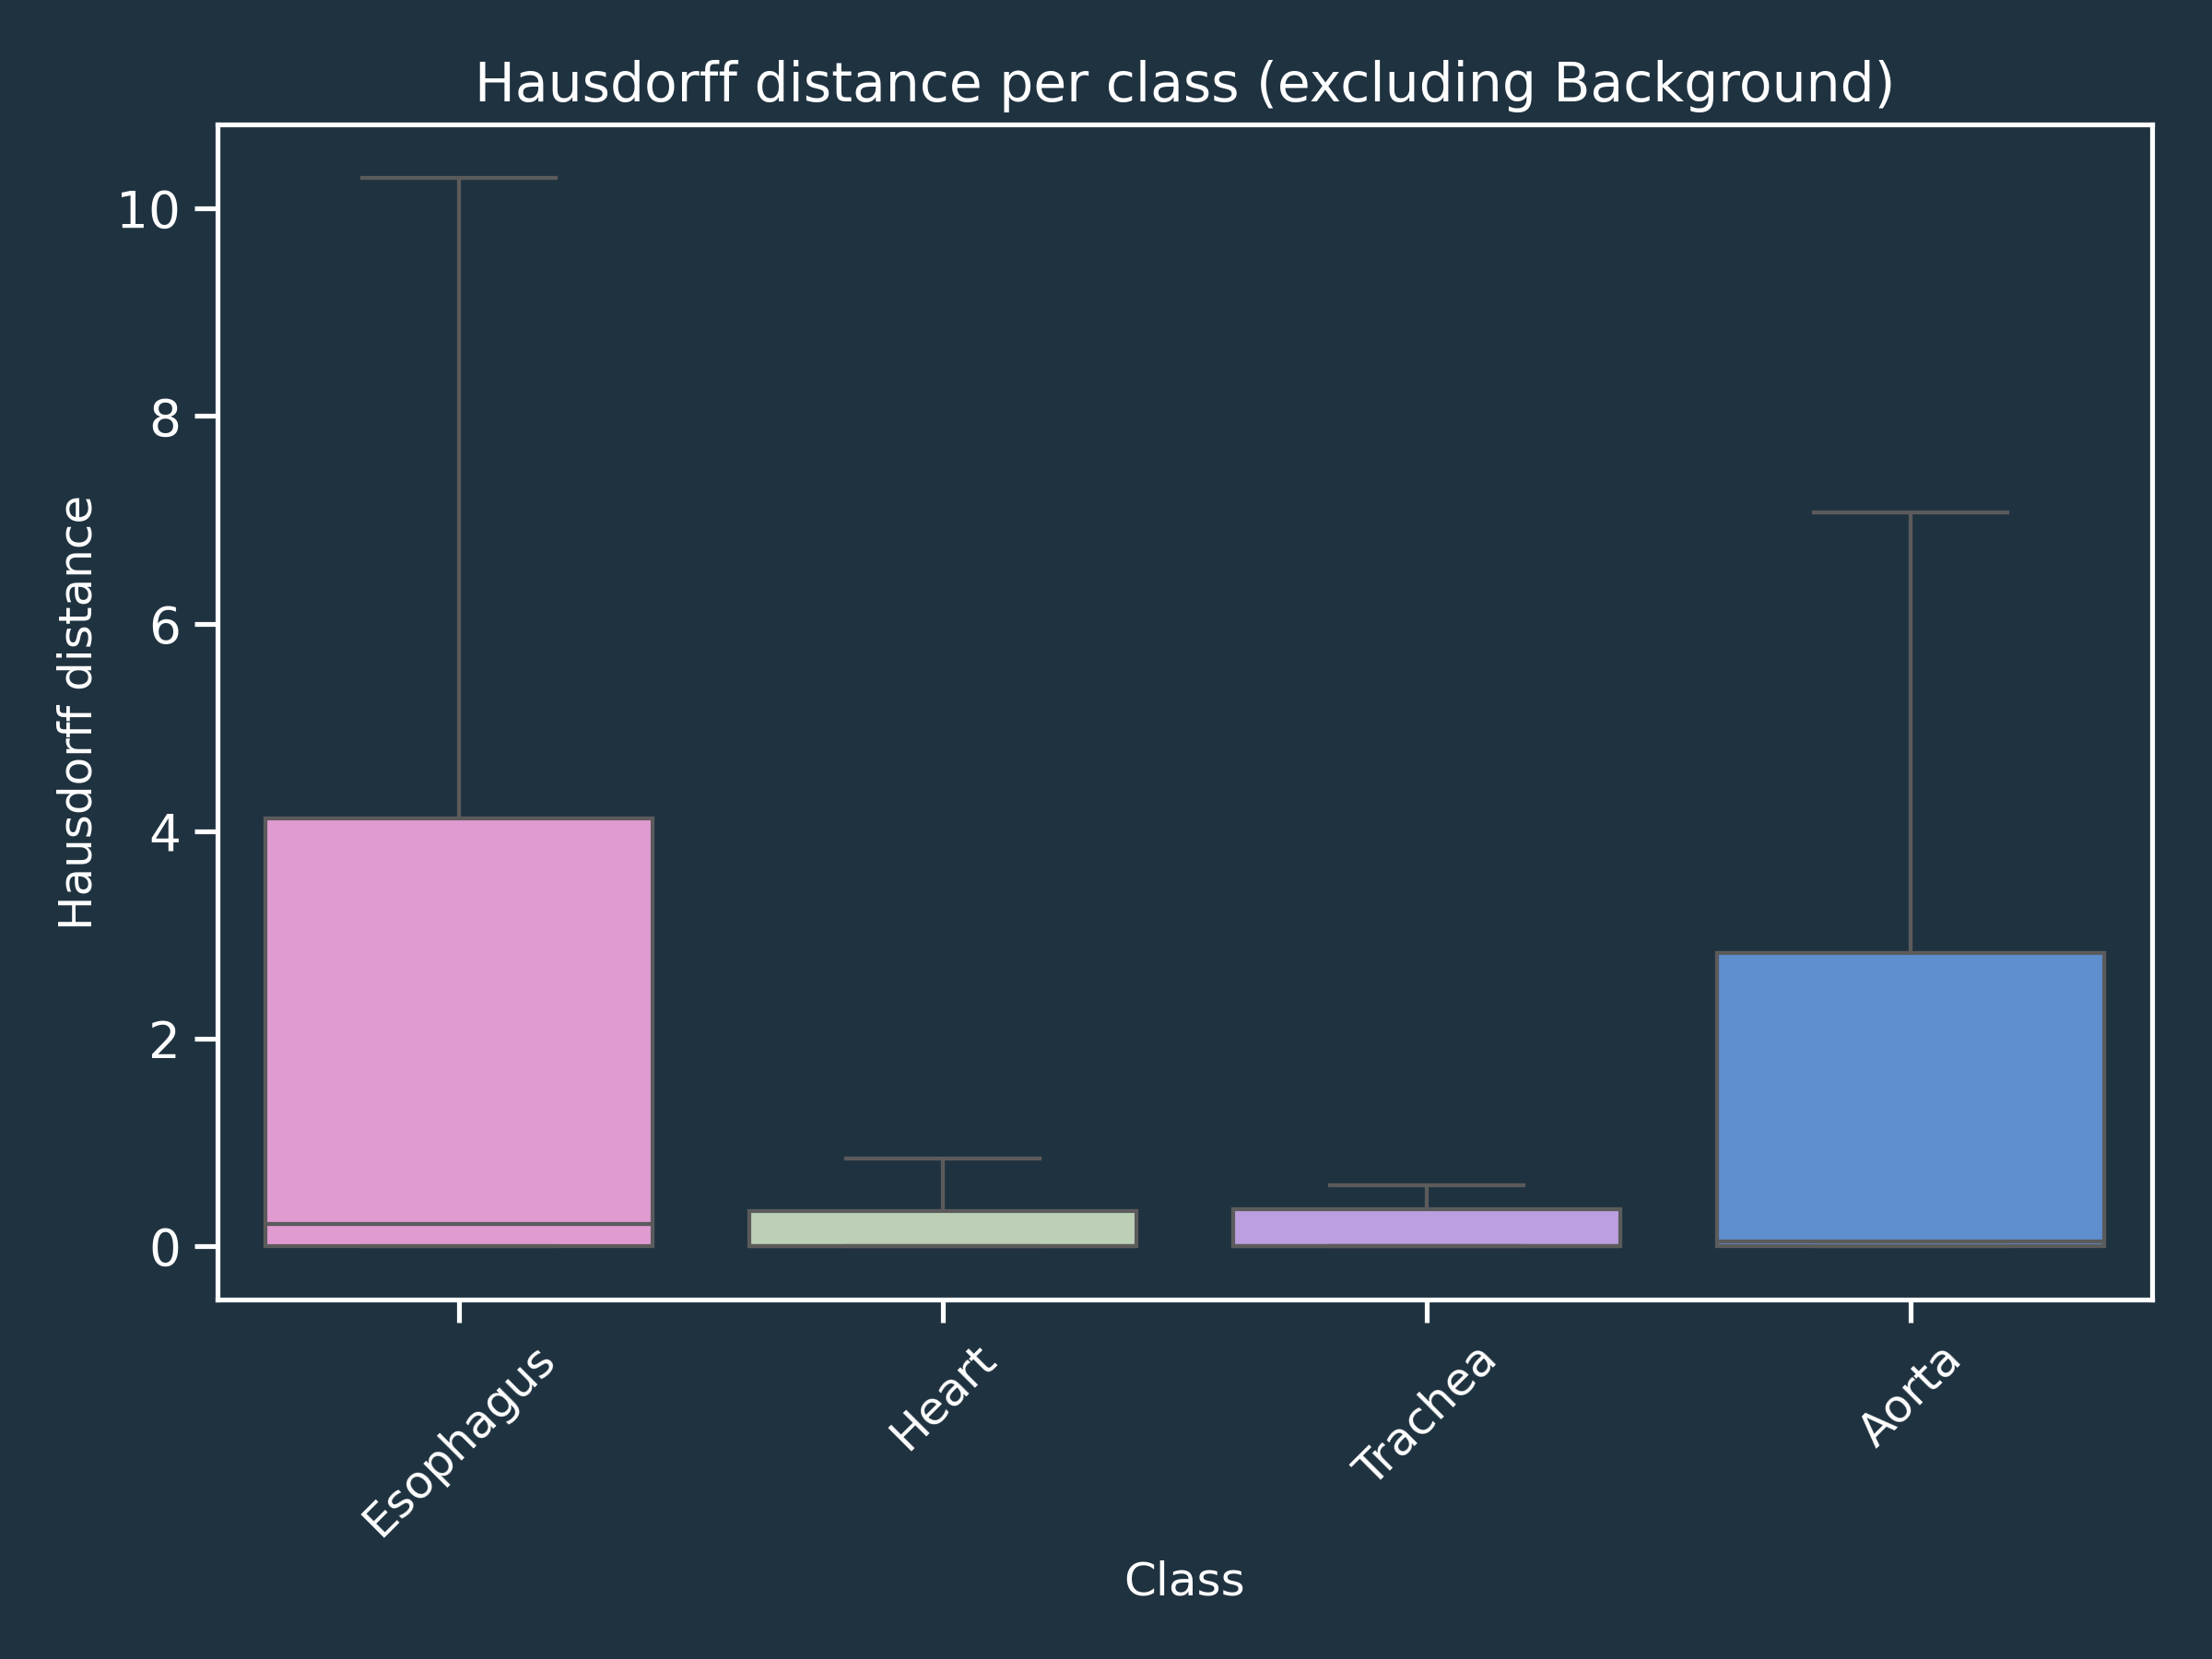 Hausdorff distance per class (excluding Background)
Hausdorff distance
10
8
6
4
2
0
Esophagus
Heart
Trachea
Aorta
Class